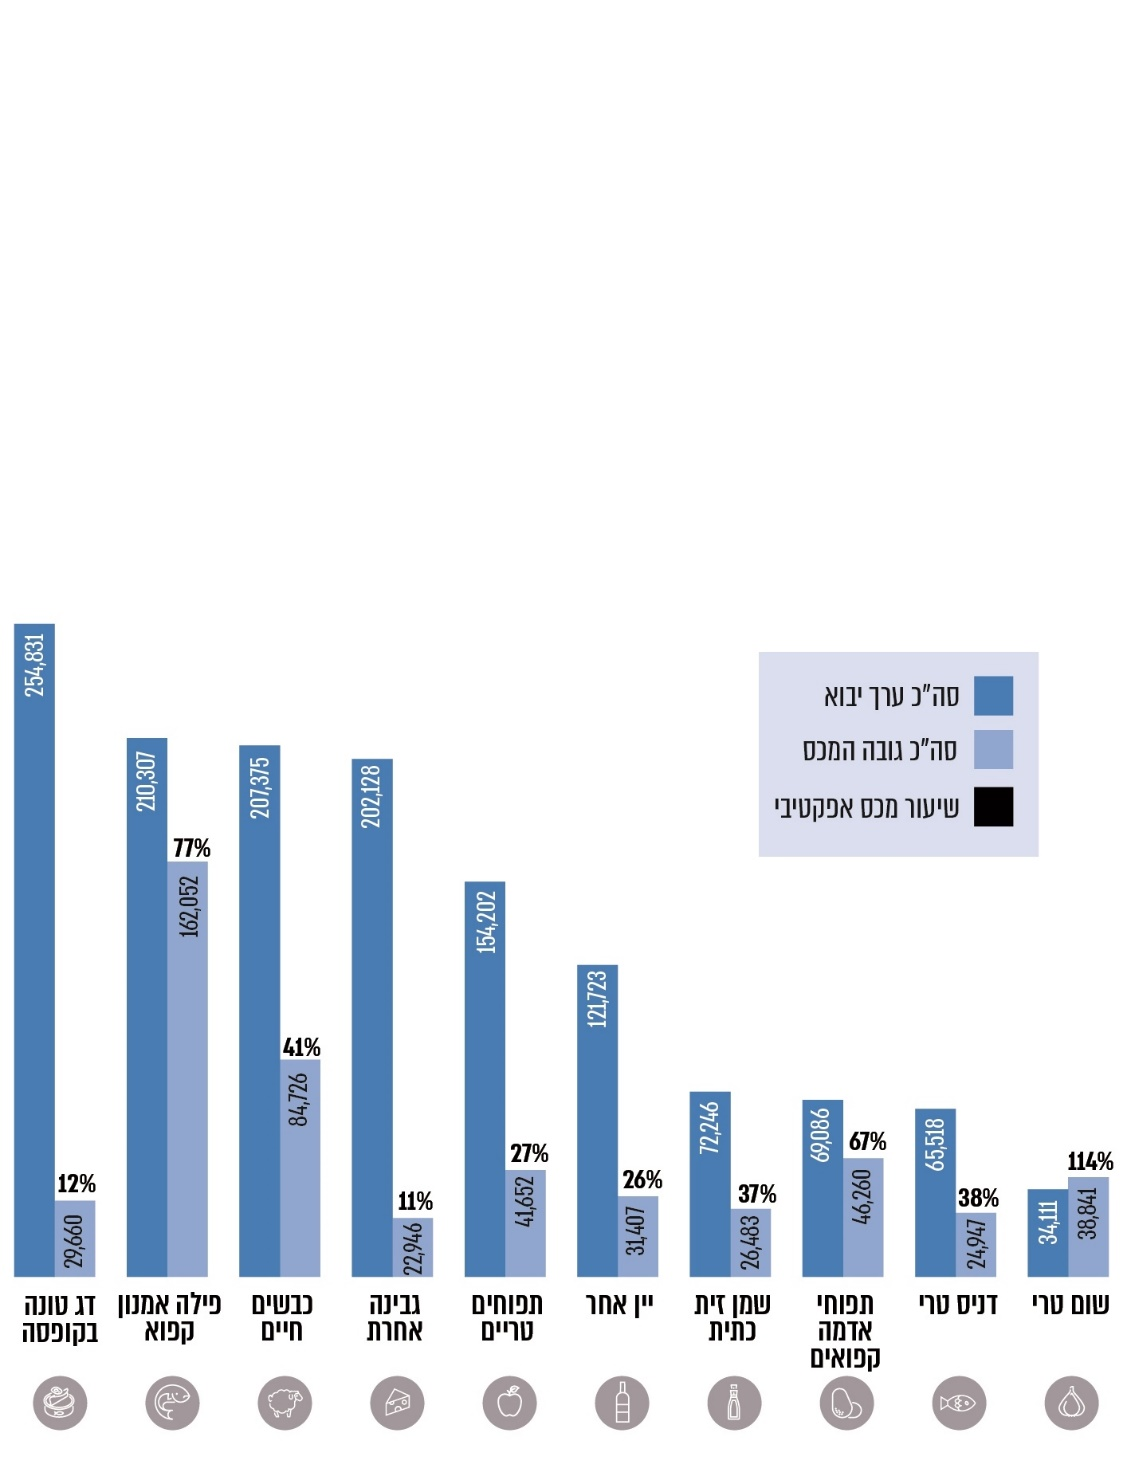 סה"כ ערך יבוא
סה"כ גובה המכס
שיעור מכס אפקטיבי
254,831
12%
29,660
210,307
77%
162,052
207,375
41%
84,726
202,128
11%
22,946
154,202
27%
41,652
121,723
26%
31,407
72,246
37%
26,483
69,086
67%
46,260
65,518
38%
24,947
34,111
114%
38,841
דג טונה
בקופסה
פילה אמנון
קפוא
כבשים
חיים
גבינה
אחרת
תפוחים
טריים
יין אחר
שמן זית
כתית
תפוחי
אדמה
קפואים
דניס טרי
שום טרי